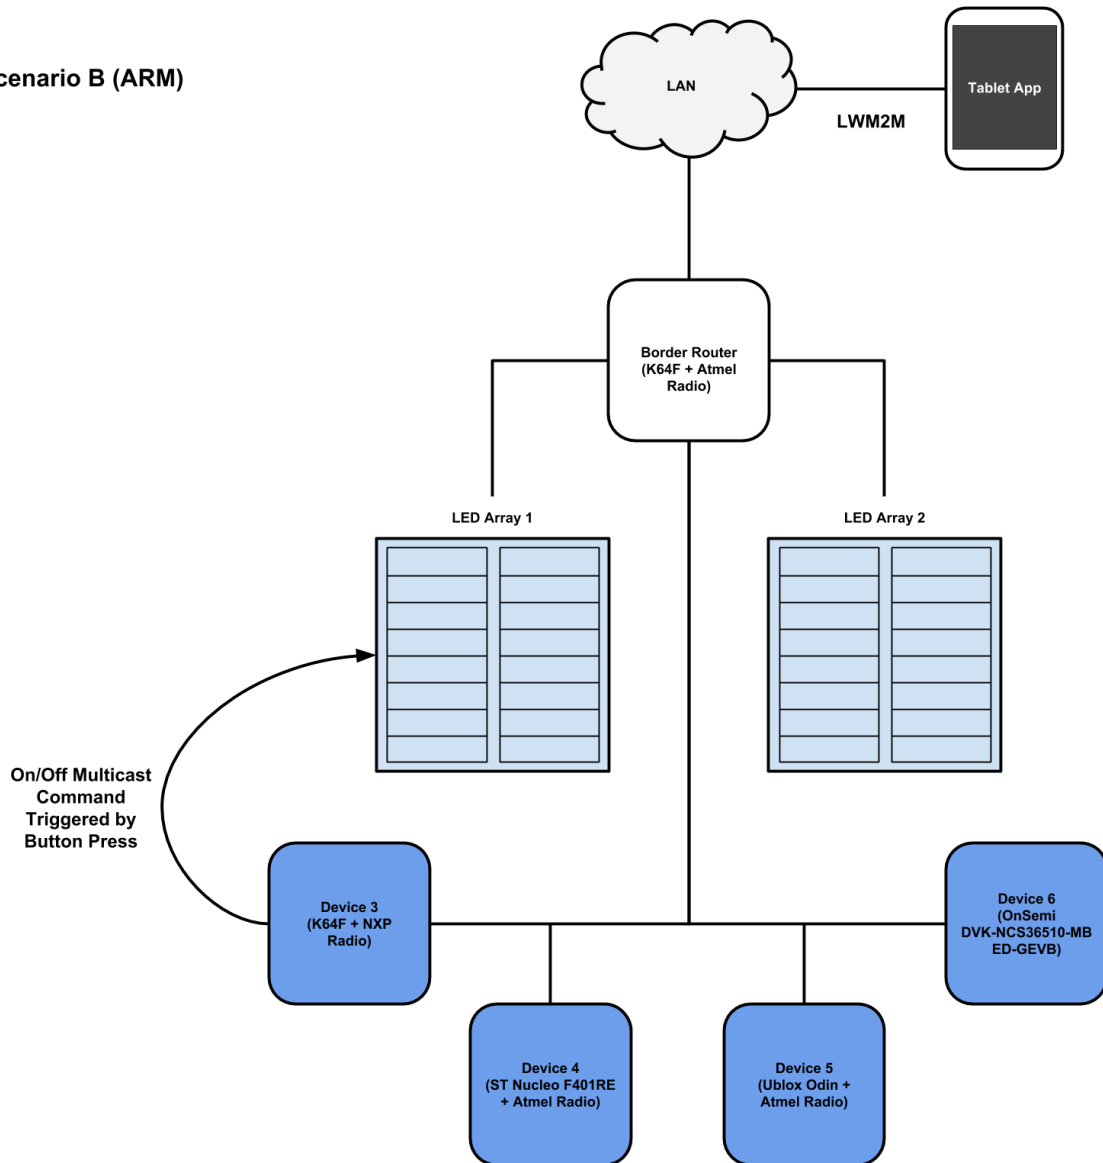 cenario B (ARM)
LAN
Tablet App
LWM2M
Border Router
(K64F + Atmel
Radio)
LED Array 1
LED Array 2
On/Off Multicast
Command
Triggered by
Button Press
Device 3
(K64F + NXP
Radio)
Device 6
(OnSemi
DVK-NCS36510-MB
ED-GEVB)
Device 4
(ST Nucleo F401RE
+ Atmel Radio)
Device 5
(Ublox Odin +
Atmel Radio)